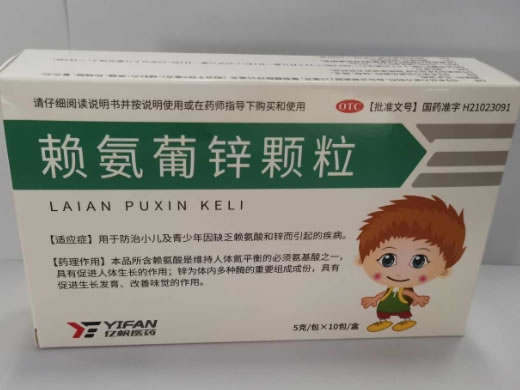 请仔细阅读说明书并按说明使用或在药师指导下购买和使用
OTC 【批准文号】国药准字 H21023091
赖氨葡锌颗粒
LAIAN PUXIN KELI
【适应症】用于防治小儿及青少年因缺乏赖氨酸和锌而引起的疾病。
【药理作用】本品所含赖氨酸是维持人体氮平衡的必须氨基酸之一，
具有促进人体生长的作用；锌为体内多种酶的重要组成成份，具有
促进生长发育、改善味觉的作用。
YIFAN
亿帆医药
5克/包×10包/盒